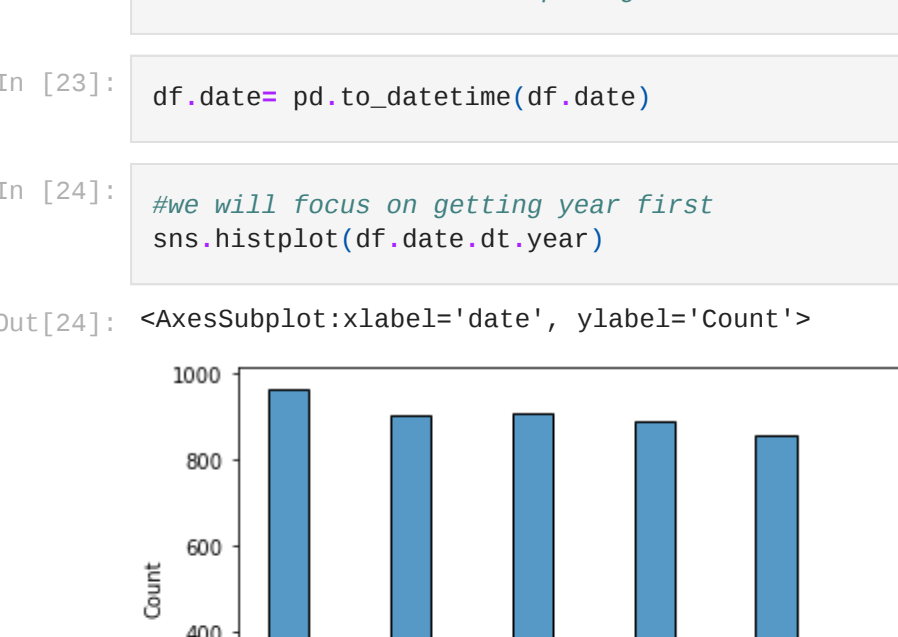 In [23]:
df.date= pd.to_datetime(df.date)
In [24]:
#we will focus on getting year first
sns.histplot(df.date.dt.year)
Out[24]:
<AxesSubplot:xlabel='date', ylabel='Count'>
1000
800
600
Count
400